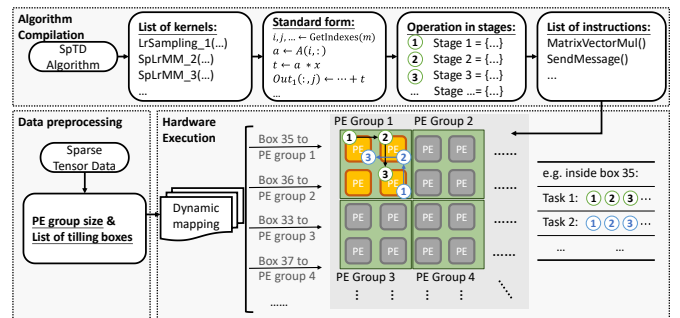 Algorithm
Compilation
SpTD
Algorithm
List of kernels:
LrSampling_1(…)
SpLrMM_2(…)
SpLrMM_3(…)
…
Standard form:
i, j, … ← GetIndexes(m)
a ← A(i, :)
t ← a * x
Out₁(:, j) ← ⋯ + t
…
Operation in stages:
1 Stage 1 = {…}
2 Stage 2 = {…}
3 Stage 3 = {…}
… Stage …= {…}
List of instructions:
MatrixVectorMul()
SendMessage()
…
Data preprocessing
Sparse
Tensor Data
PE group size &
List of tilling boxes
Hardware
Execution
Dynamic
mapping
Box 35 to
PE group 1
Box 36 to
PE group 2
Box 33 to
PE group 3
Box 37 to
PE group 4
……
PE Group 1 PE Group 2
1 2
PE PE PE PE
3 2
3
PE PE PE PE
1
……
PE PE PE PE
PE PE PE PE
……
PE Group 3 PE Group 4
e.g. inside box 35:
Task 1: 1 2 3 …
Task 2: 1 2 3 …
… …